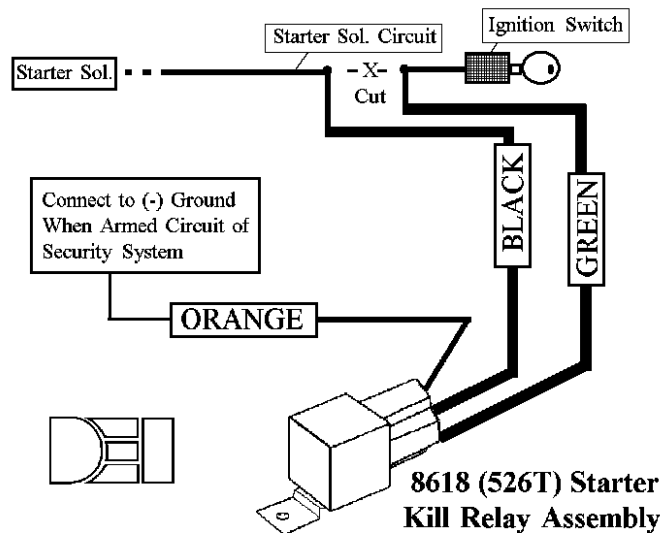 Ignition Switch
Starter Sol. Circuit
Starter Sol.
-X-
Cut
BLACK
GREEN
Connect to (-) Ground
When Armed Circuit of
Security System
ORANGE
8618 (526T) Starter
Kill Relay Assembly